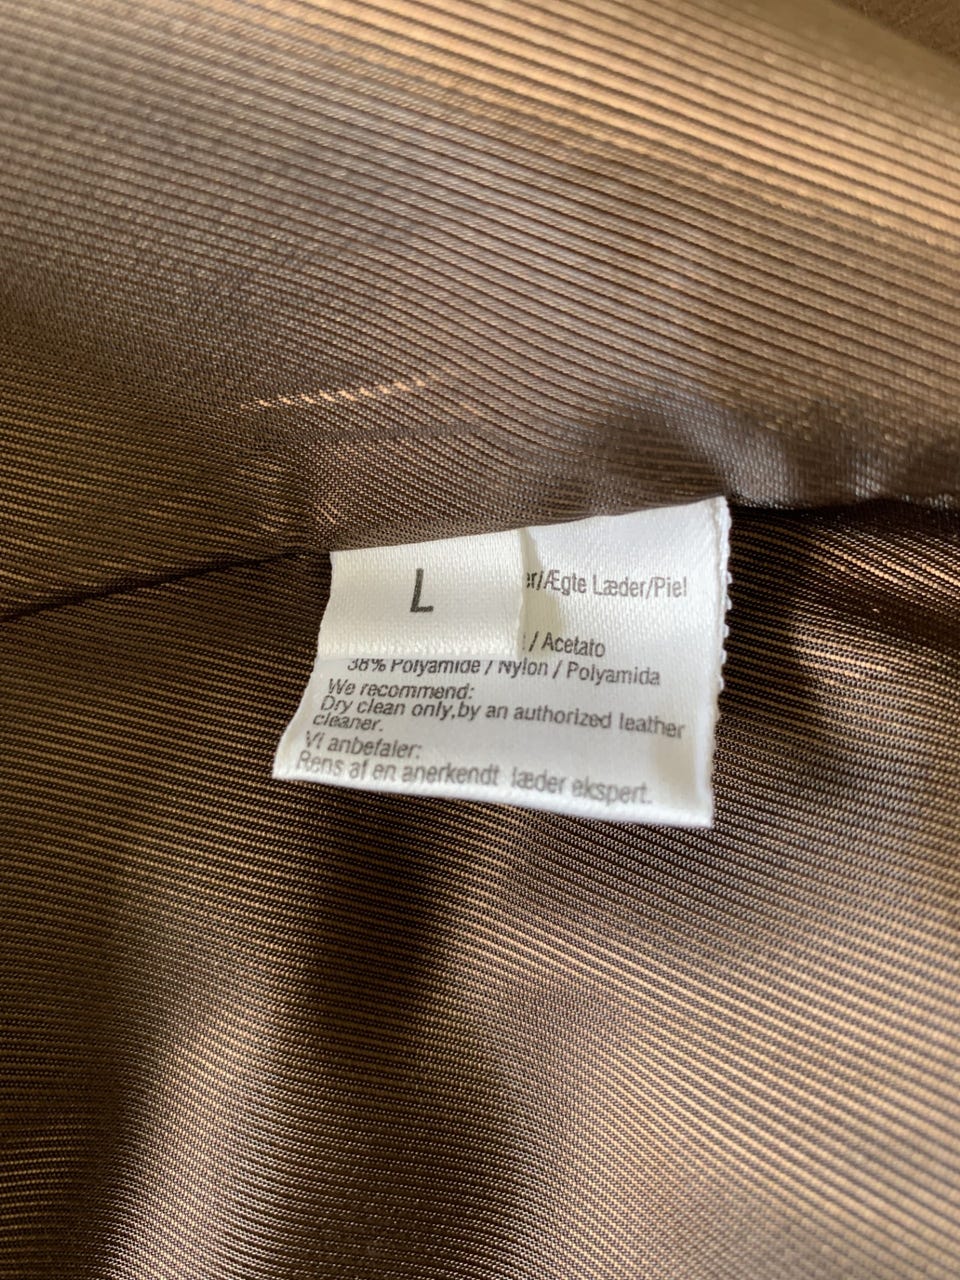 L
/Ægte Læder/Piel
/ Acetato
38% Polyamide / Nylon / Polyamida
We recommend:
Dry clean only,by an authorized leather
cleaner.
Vi anbefaler:
Rens af en anerkendt læder ekspert.